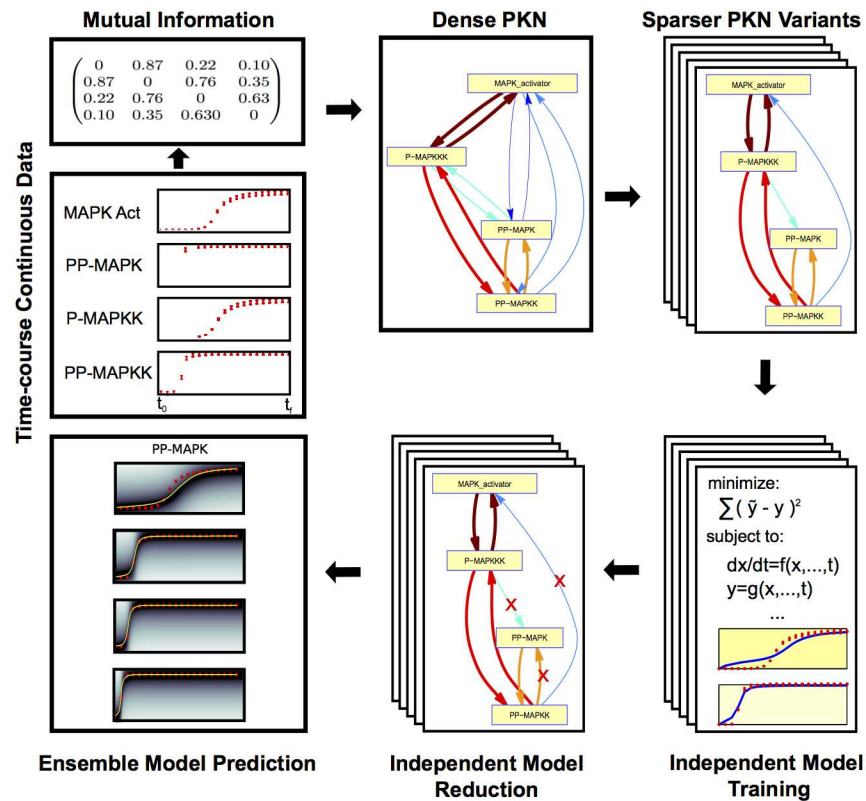 Mutual Information
0 0.87 0.22 0.10
0.87 0 0.76 0.35
0.22 0.76 0 0.63
0.10 0.35 0.630 0
Time-course Continuous Data
MAPK Act
PP-MAPK
P-MAPKK
PP-MAPKK
t0
tf
Dense PKN
MAPK_activator
P-MAPKKK
PP-MAPK
PP-MAPKK
Sparser PKN Variants
MAPK_activator
P-MAPKKK
PP-MAPK
PP-MAPKK
minimize:
∑( ỹ - y )²
subject to:
dx/dt=f(x,...,t)
y=g(x,...,t)
...
Independent Model
Training
MAPK_activator
P-MAPKKK
X
X
PP-MAPK
X
PP-MAPKK
Independent Model
Reduction
PP-MAPK
Ensemble Model Prediction